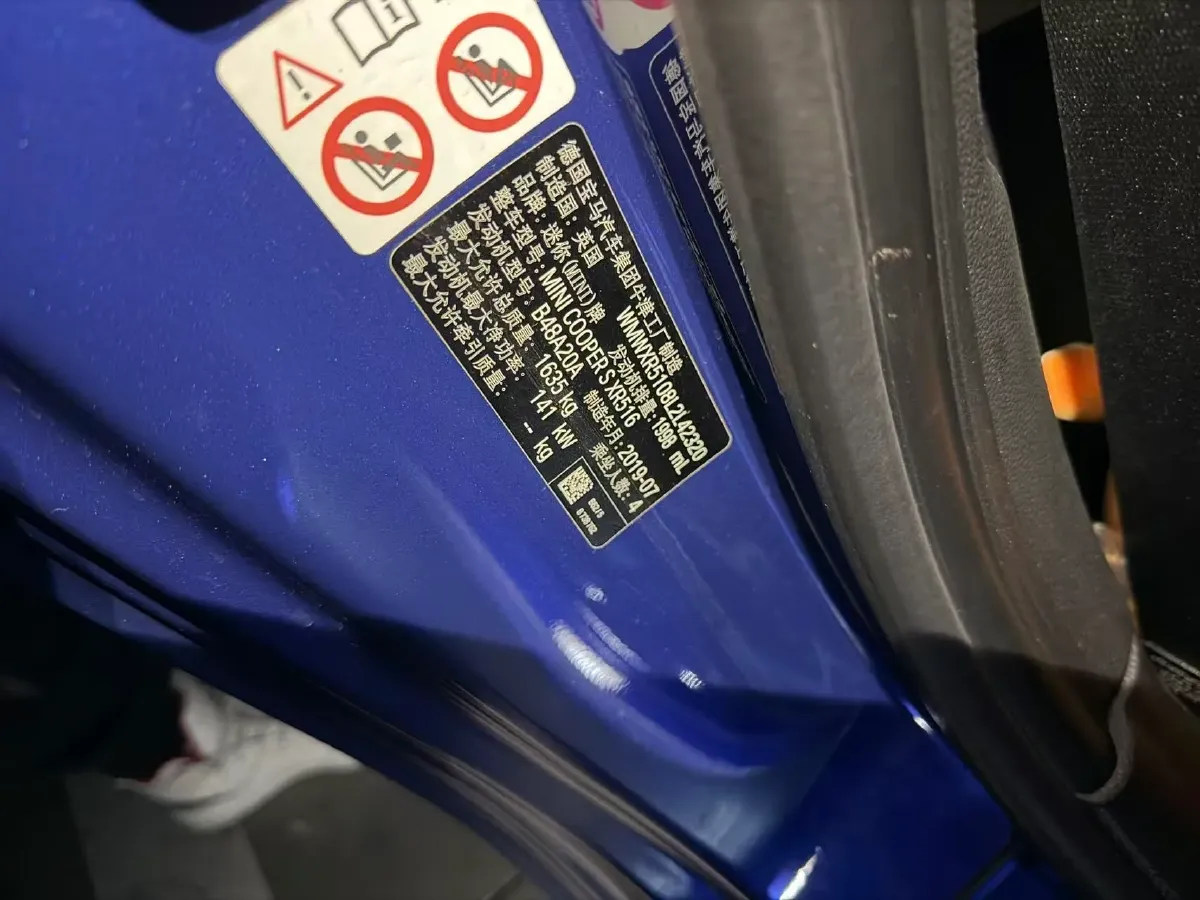 德国宝马汽车集团牛津工厂 制造
制造国：英国 WMWXR5108L2L42320
品牌：迷你(MINI)牌 发动机排量：1998 mL
整车型号：MINI COOPER S XR516
发动机型号：B48A20A 制造年月：2019-07
最大允许总质量：1635 kg 乘坐人数：4
发动机最大净功率：141 kW
最大允许牵引质量：- kg